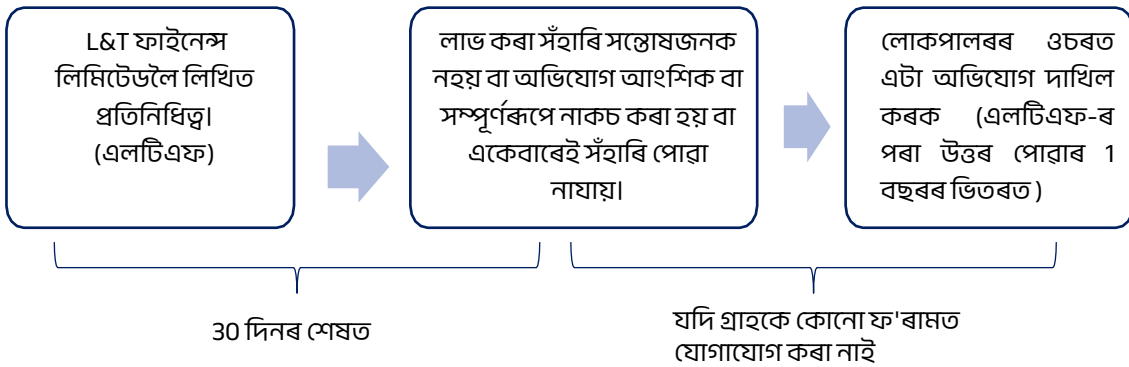 L&T ফাইনেন্স
লিমিটেডলৈ লিখিত
প্ৰতিনিধিত্ব।
(এলটিএফ)
লাভ কৰা সঁহাৰি সন্তোষজনক
নহয় বা অভিযোগ আংশিক বা
সম্পূৰ্ণৰূপে নাকচ কৰা হয় বা
একেবাৰেই সঁহাৰি পোৱা
নাযায়।
লোকপালৰৰ ওচৰত
এটা অভিযোগ দাখিল
কৰক (এলটিএফ-ৰ
পৰা উত্তৰ পোৱাৰ 1
বছৰৰ ভিতৰত )
30 দিনৰ শেষত
যদি গ্ৰাহকে কোনো ফ'ৰামত
যোগাযোগ কৰা নাই